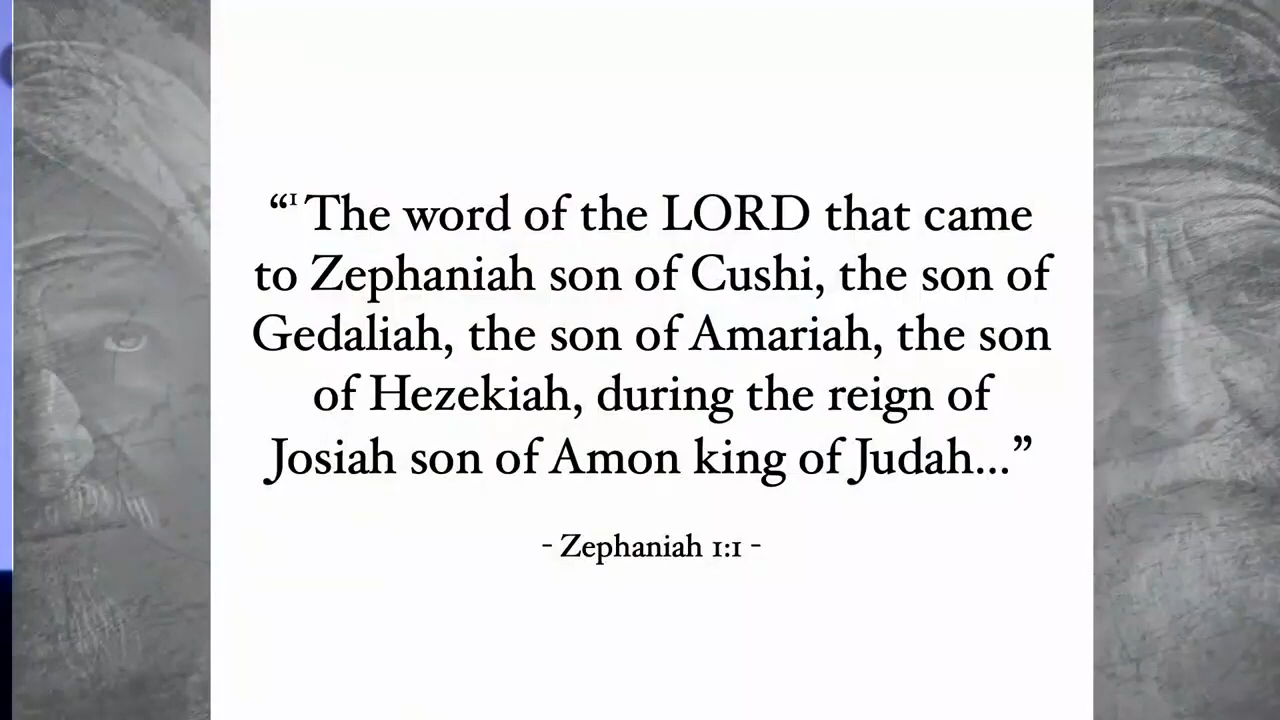 “¹ The word of the LORD that came
to Zephaniah son of Cushi, the son of
Gedaliah, the son of Amariah, the son
of Hezekiah, during the reign of
Josiah son of Amon king of Judah...”
- Zephaniah 1:1 -